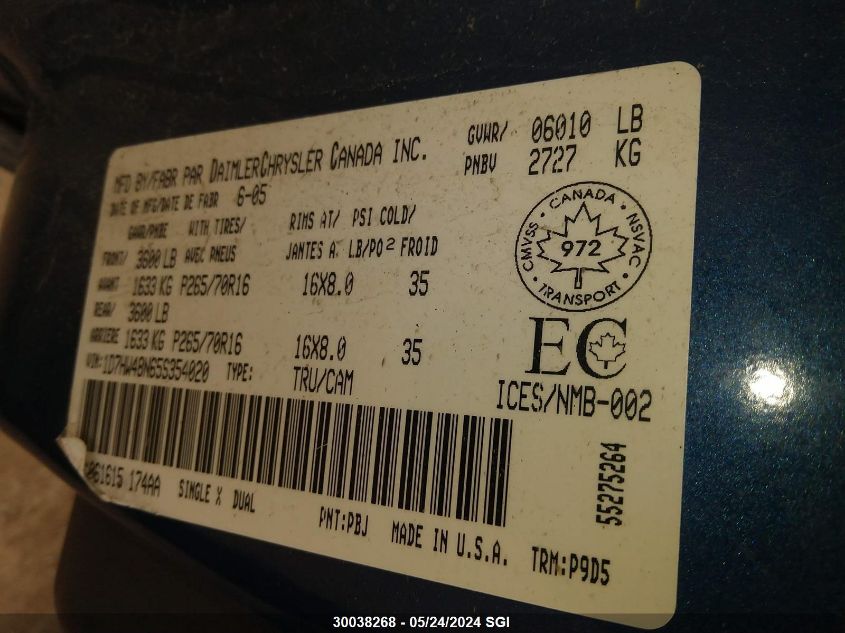 MFD BY/FABR PAR DAIMLERCHRYSLER CANADA INC.
DATE OF MFG/DATE DE FABR 6-05
GVWR/ 06010 LB
PNBV 2727 KG
GAWR/PNBE WITH TIRES/ RIMS AT/ PSI COLD/
FRONT/ 3600 LB AVEC PNEUS JANTES A LB/PO² FROID
AVANT 1633 KG P265/70R16 16X8.0 35
REAR/ 3600 LB
ARRIERE 1633 KG P265/70R16 16X8.0 35
VIN:1D7HW48N65S354020 TYPE: TRU/CAM
CMVSS · CANADA · NSVAC · TRANSPORT ·
972
EC
ICES/NMB-002
061615 174AA SINGLE X DUAL
PNT:PBJ MADE IN U.S.A. TRM:P9D5
55275264
30038268 - 05/24/2024 SGI